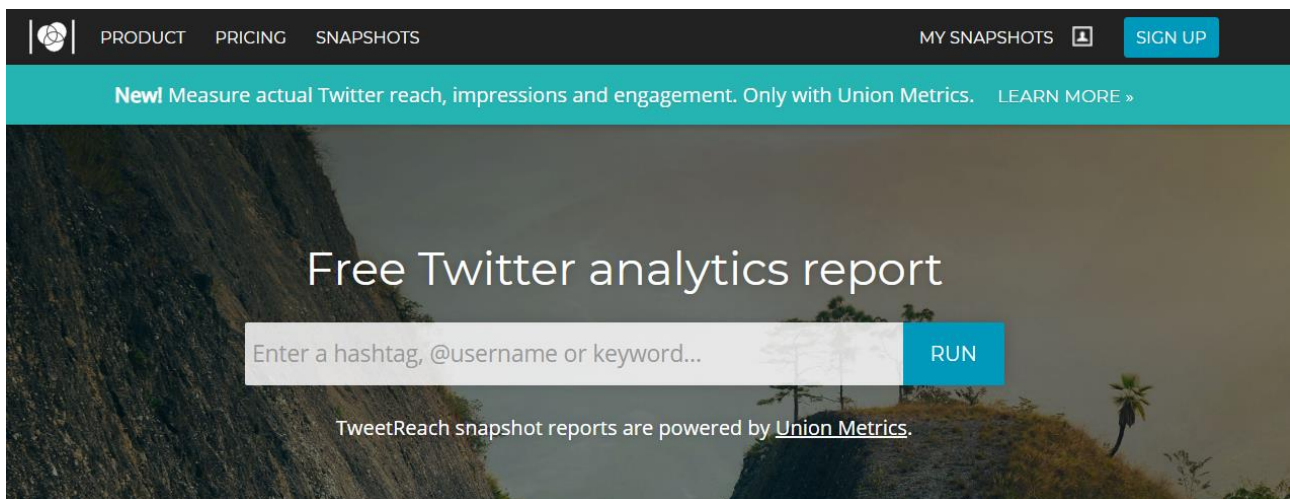 PRODUCT PRICING SNAPSHOTS MY SNAPSHOTS SIGN UP
New! Measure actual Twitter reach, impressions and engagement. Only with Union Metrics. LEARN MORE »
Free Twitter analytics report
Enter a hashtag, @username or keyword... RUN
TweetReach snapshot reports are powered by Union Metrics.